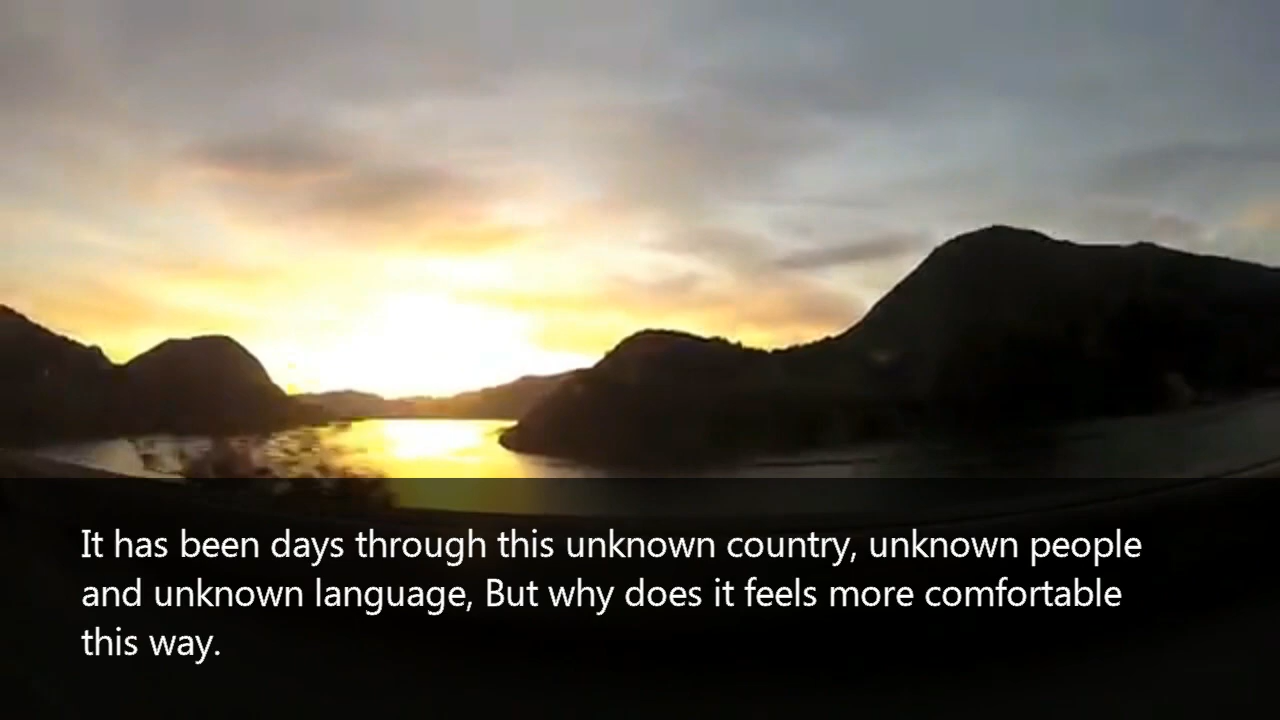 It has been days through this unknown country, unknown people
and unknown language, But why does it feels more comfortable
this way.